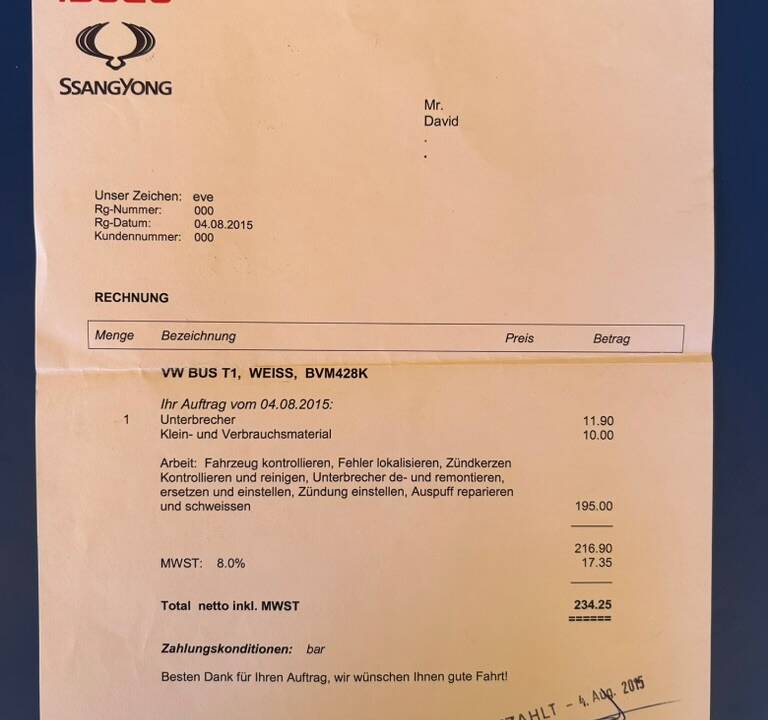 SSANGYONG
Mr.
David
.
.
Unser Zeichen: eve
Rg-Nummer: 000
Rg-Datum: 04.08.2015
Kundennummer: 000
RECHNUNG
Menge Bezeichnung Preis Betrag
VW BUS T1, WEISS, BVM428K
Ihr Auftrag vom 04.08.2015:
1 Unterbrecher 11.90
Klein- und Verbrauchsmaterial 10.00
Arbeit: Fahrzeug kontrollieren, Fehler lokalisieren, Zündkerzen
Kontrollieren und reinigen, Unterbrecher de- und remontieren,
ersetzen und einstellen, Zündung einstellen, Auspuff reparieren
und schweissen 195.00
216.90
MWST: 8.0% 17.35
Total netto inkl. MWST 234.25
======
Zahlungskonditionen: bar
Besten Dank für Ihren Auftrag, wir wünschen Ihnen gute Fahrt!
ZAHLT - 4. Aug. 2015